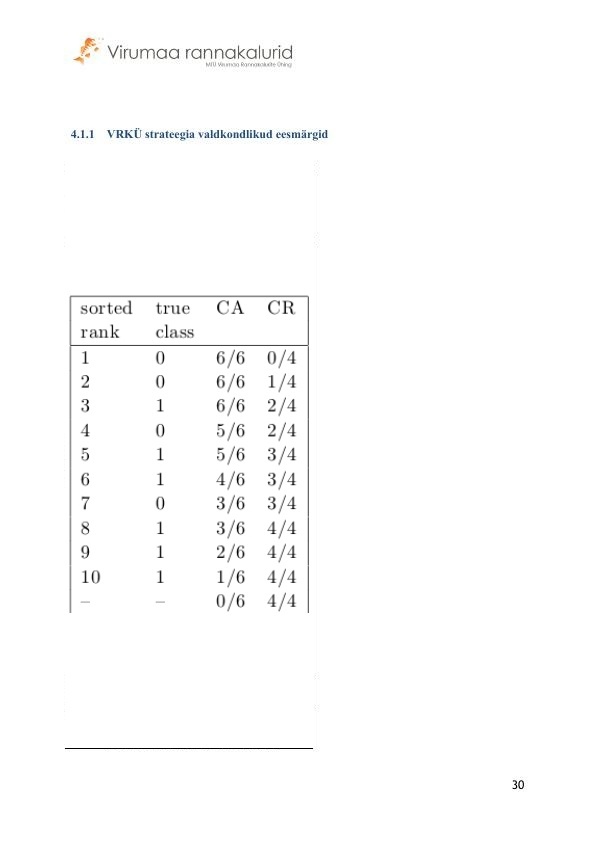 Virumaa rannakalurid
MTÜ Virumaa Rannakalurite Ühing
4.1.1 VRKÜ strateegia valdkondlikud eesmärgid
sorted true CA CR
rank class
1 0 6/6 0/4
2 0 6/6 1/4
3 1 6/6 2/4
4 0 5/6 2/4
5 1 5/6 3/4
6 1 4/6 3/4
7 0 3/6 3/4
8 1 3/6 4/4
9 1 2/6 4/4
10 1 1/6 4/4
– – 0/6 4/4
30